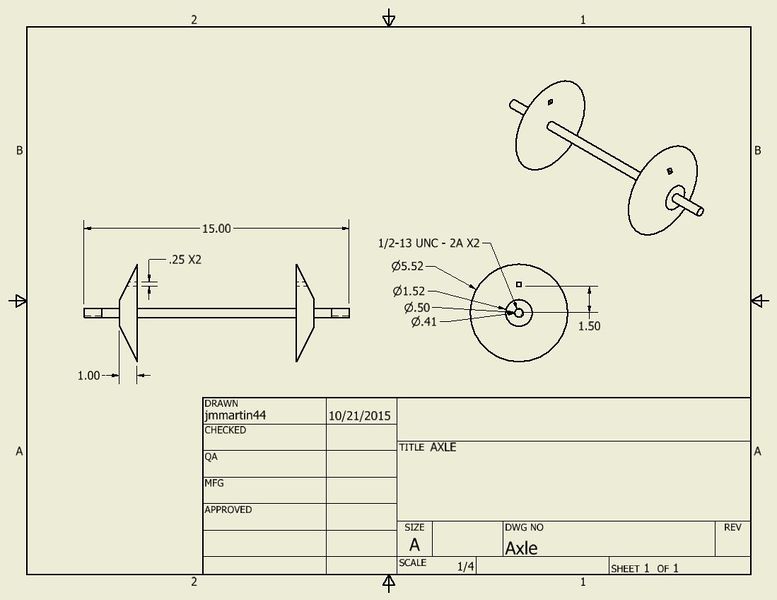 2 1
B B
15.00
.25 X2
1/2-13 UNC - 2A X2
Ø5.52
Ø1.52
Ø.50
Ø.41
1.50
1.00
A A
DRAWN
jmmartin44 10/21/2015
CHECKED
QA
MFG
APPROVED
TITLE AXLE
SIZE
A
DWG NO
Axle
REV
SCALE 1/4
SHEET 1 OF 1
2 1